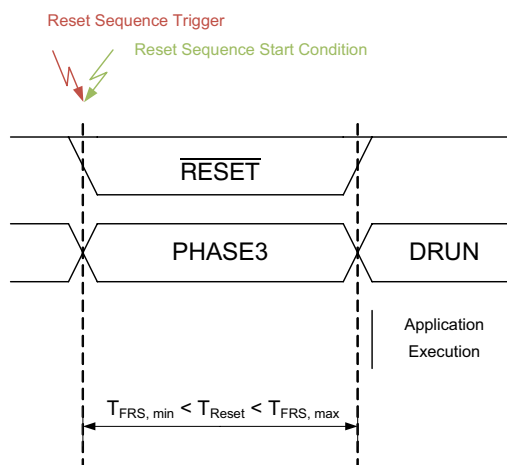 Reset Sequence Trigger
Reset Sequence Start Condition
RESET
PHASE3
DRUN
Application
Execution
TFRS, min < TReset < TFRS, max